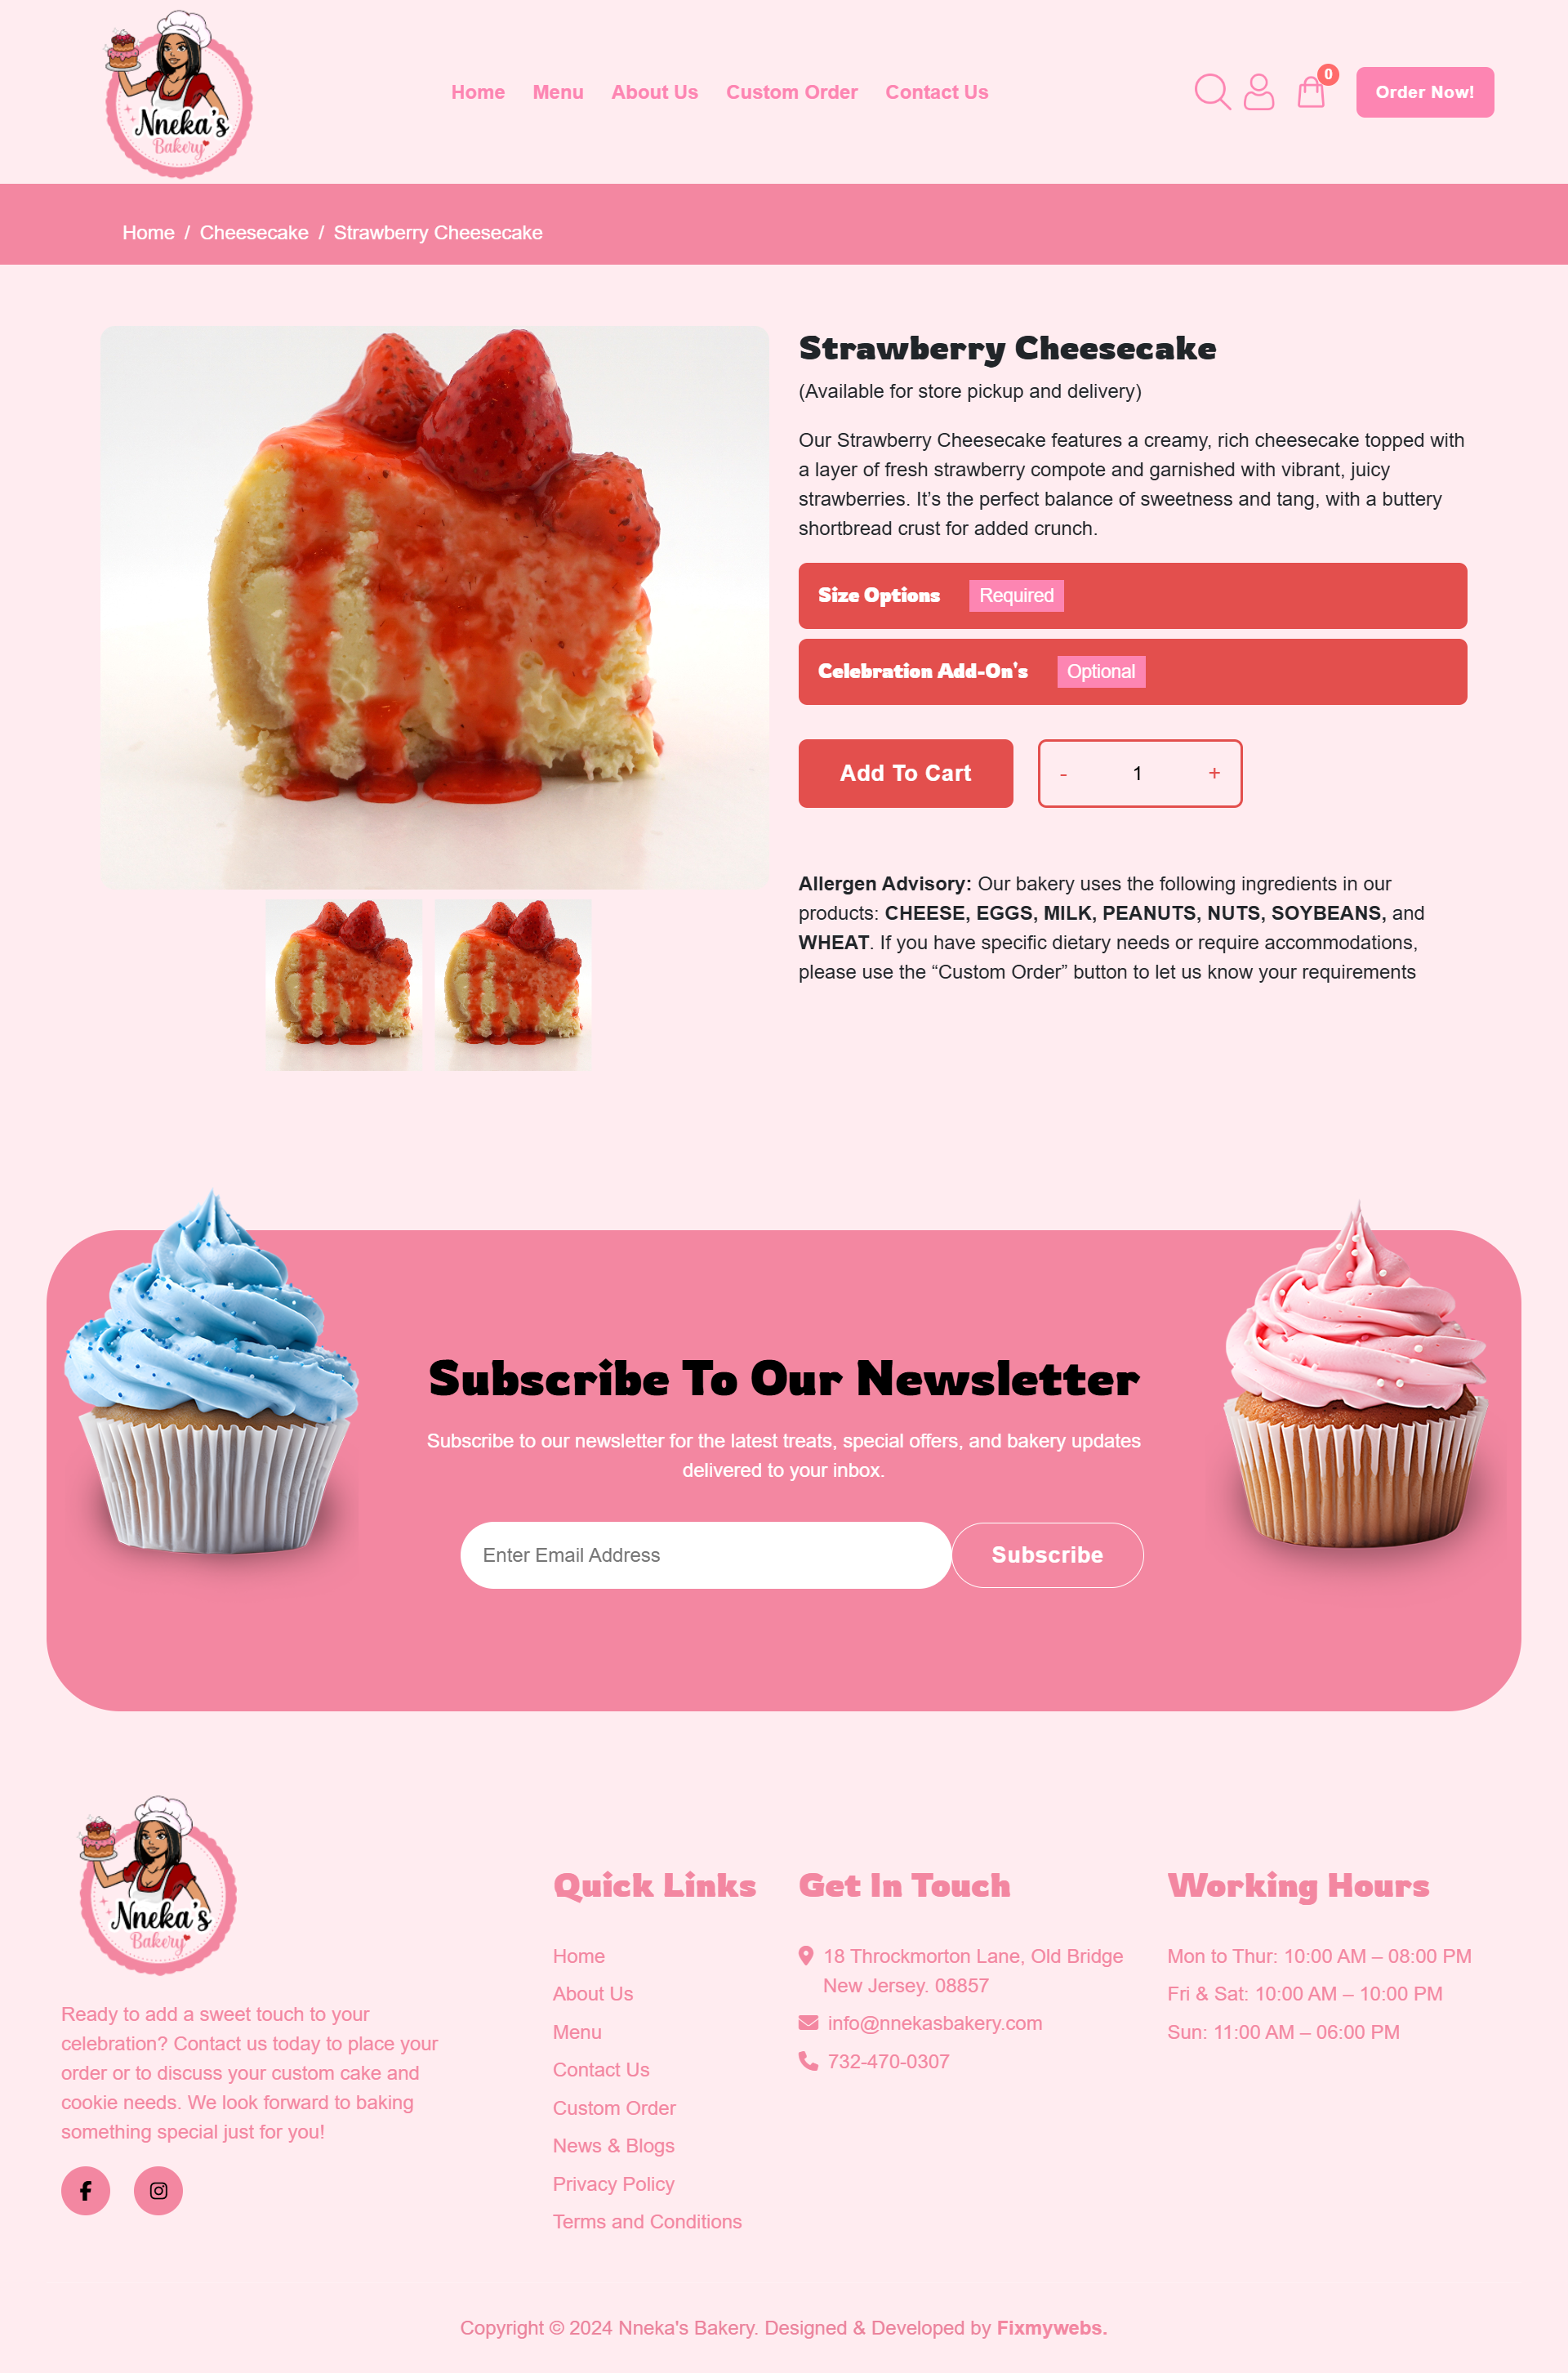 Nneka's
Bakery
Home
Menu
About Us
Custom Order
Contact Us
0
Order Now!
Home / Cheesecake / Strawberry Cheesecake
Strawberry Cheesecake
(Available for store pickup and delivery)
Our Strawberry Cheesecake features a creamy, rich cheesecake topped with
a layer of fresh strawberry compote and garnished with vibrant, juicy
strawberries. It’s the perfect balance of sweetness and tang, with a buttery
shortbread crust for added crunch.
Size Options Required
Celebration Add-On's Optional
Add To Cart
- 1 +
Allergen Advisory: Our bakery uses the following ingredients in our
products: CHEESE, EGGS, MILK, PEANUTS, NUTS, SOYBEANS, and
WHEAT. If you have specific dietary needs or require accommodations,
please use the “Custom Order” button to let us know your requirements
Subscribe To Our Newsletter
Subscribe to our newsletter for the latest treats, special offers, and bakery updates
delivered to your inbox.
Enter Email Address
Subscribe
Nneka's
Bakery
Ready to add a sweet touch to your
celebration? Contact us today to place your
order or to discuss your custom cake and
cookie needs. We look forward to baking
something special just for you!
Quick Links
Home
About Us
Menu
Contact Us
Custom Order
News & Blogs
Privacy Policy
Terms and Conditions
Get In Touch
18 Throckmorton Lane, Old Bridge
New Jersey. 08857
info@nnekasbakery.com
732-470-0307
Working Hours
Mon to Thur: 10:00 AM – 08:00 PM
Fri & Sat: 10:00 AM – 10:00 PM
Sun: 11:00 AM – 06:00 PM
Copyright © 2024 Nneka's Bakery. Designed & Developed by Fixmywebs.